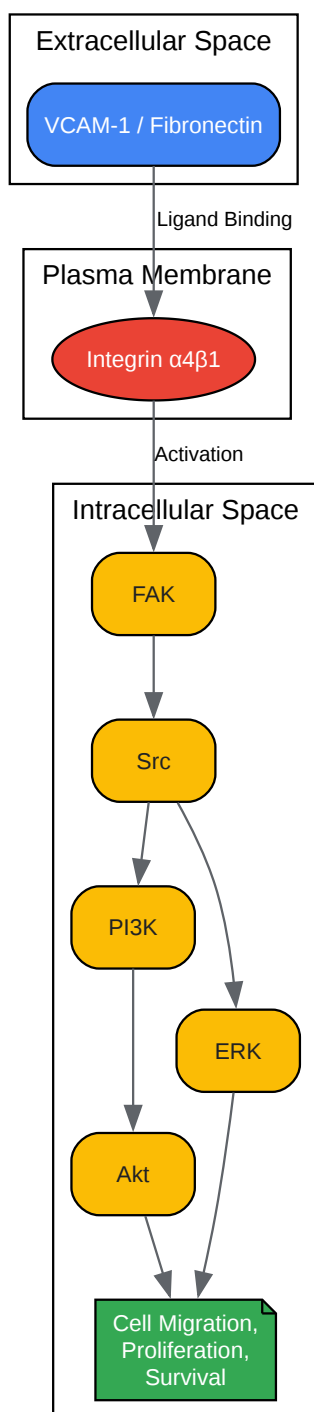 Extracellular Space
VCAM-1 / Fibronectin
Ligand Binding
Plasma Membrane
Integrin α4β1
Activation
Intracellular Space
FAK
Src
PI3K
ERK
Akt
Cell Migration,
Proliferation,
Survival